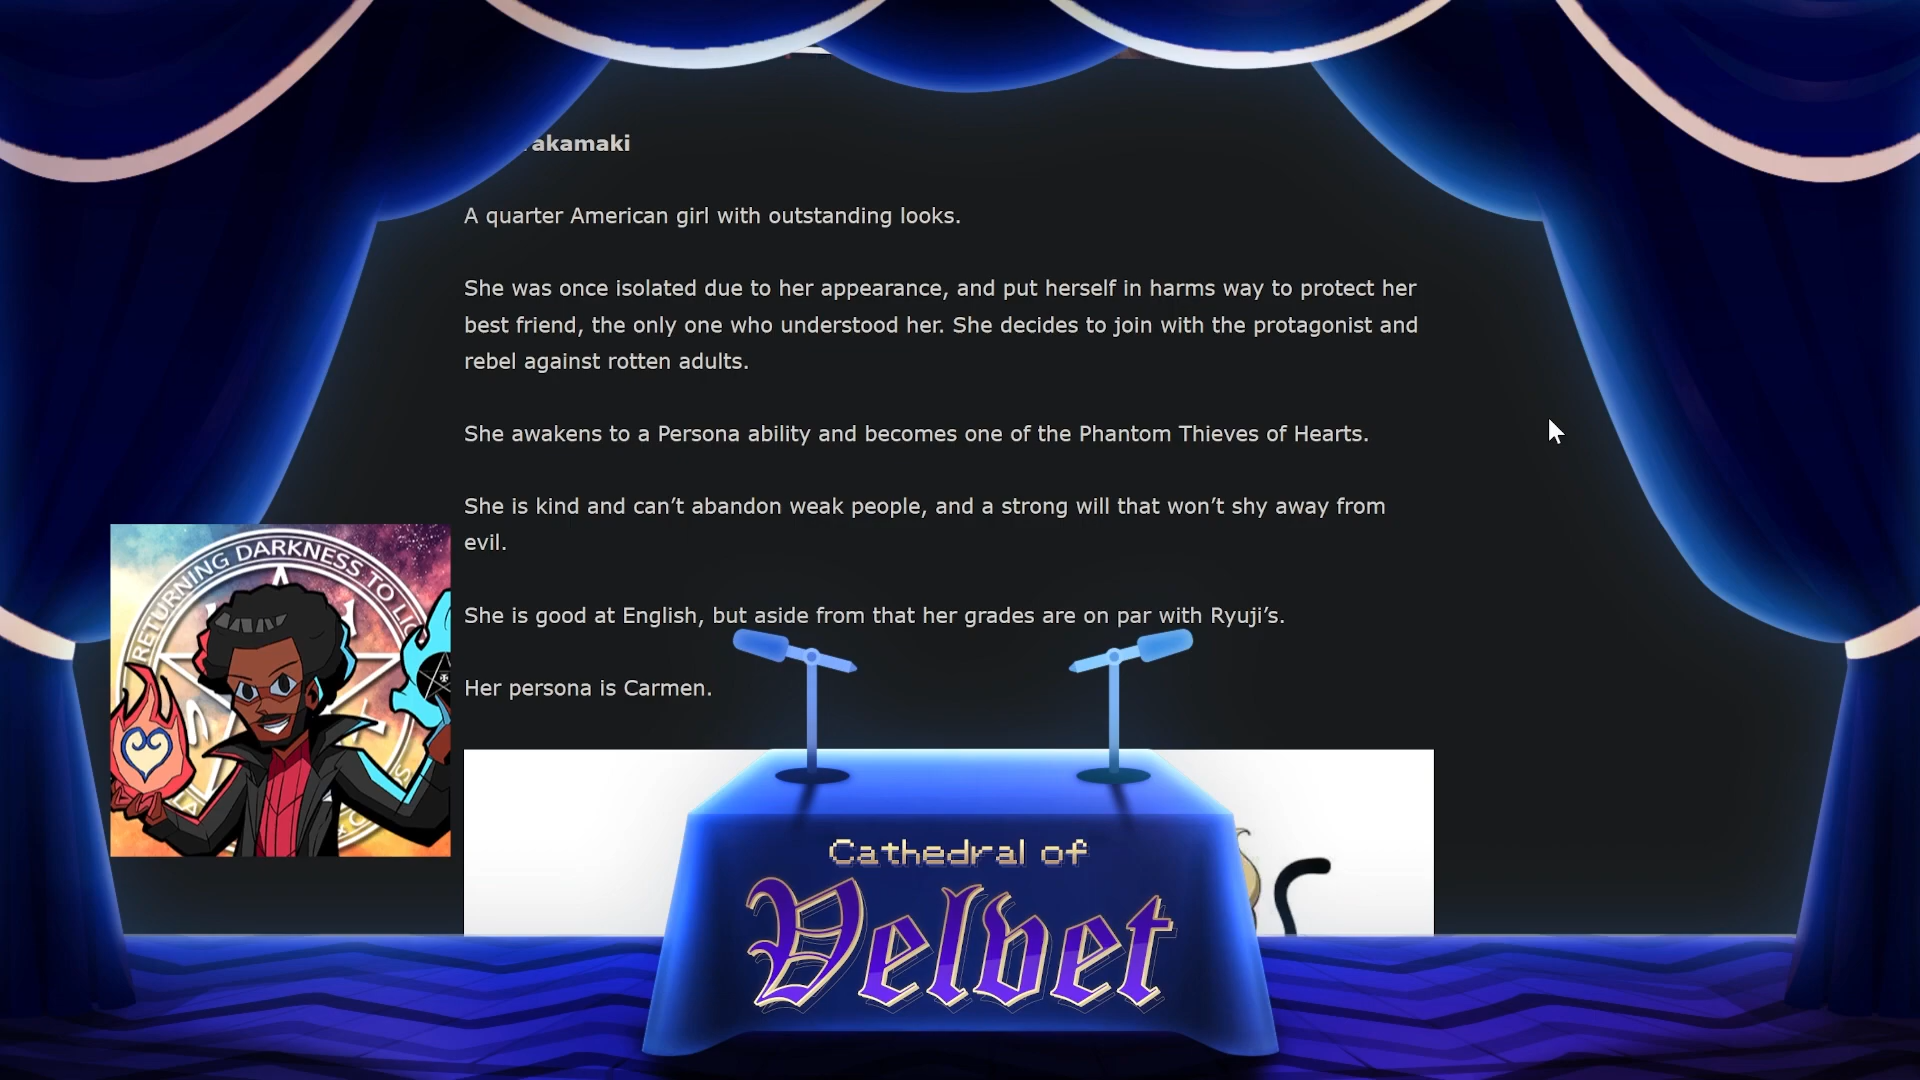 akamaki
A quarter American girl with outstanding looks.
She was once isolated due to her appearance, and put herself in harms way to protect her
best friend, the only one who understood her. She decides to join with the protagonist and
rebel against rotten adults.
She awakens to a Persona ability and becomes one of the Phantom Thieves of Hearts.
She is kind and can’t abandon weak people, and a strong will that won’t shy away from
evil.
She is good at English, but aside from that her grades are on par with Ryuji’s.
Her persona is Carmen.
RETURNING DARKNESS TO LIG
Cathedral of
Velvet